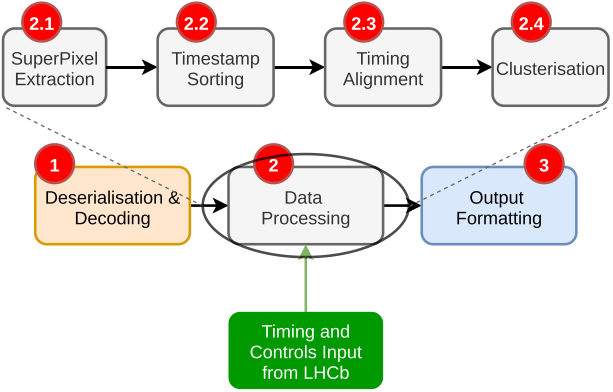 2.1
2.2
2.3
2.4
SuperPixel
Extraction
Timestamp
Sorting
Timing
Alignment
Clusterisation
1
2
3
Deserialisation &
Decoding
Data
Processing
Output
Formatting
Timing and
Controls Input
from LHCb